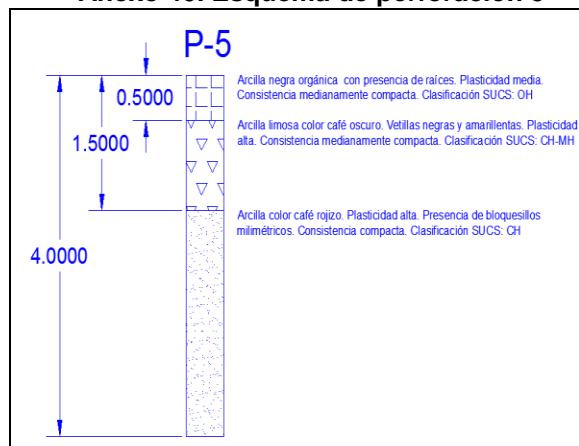 P-5
Arcilla negra orgánica con presencia de raíces. Plasticidad media.
Consistencia medianamente compacta. Clasificación SUCS: OH
0.5000
Arcilla limosa color café oscuro. Vetillas negras y amarillentas. Plasticidad
alta. Consistencia medianamente compacta. Clasificación SUCS: CH-MH
1.5000
Arcilla color café rojizo. Plasticidad alta. Presencia de bloquesillos
milimétricos. Consistencia compacta. Clasificación SUCS: CH
4.0000